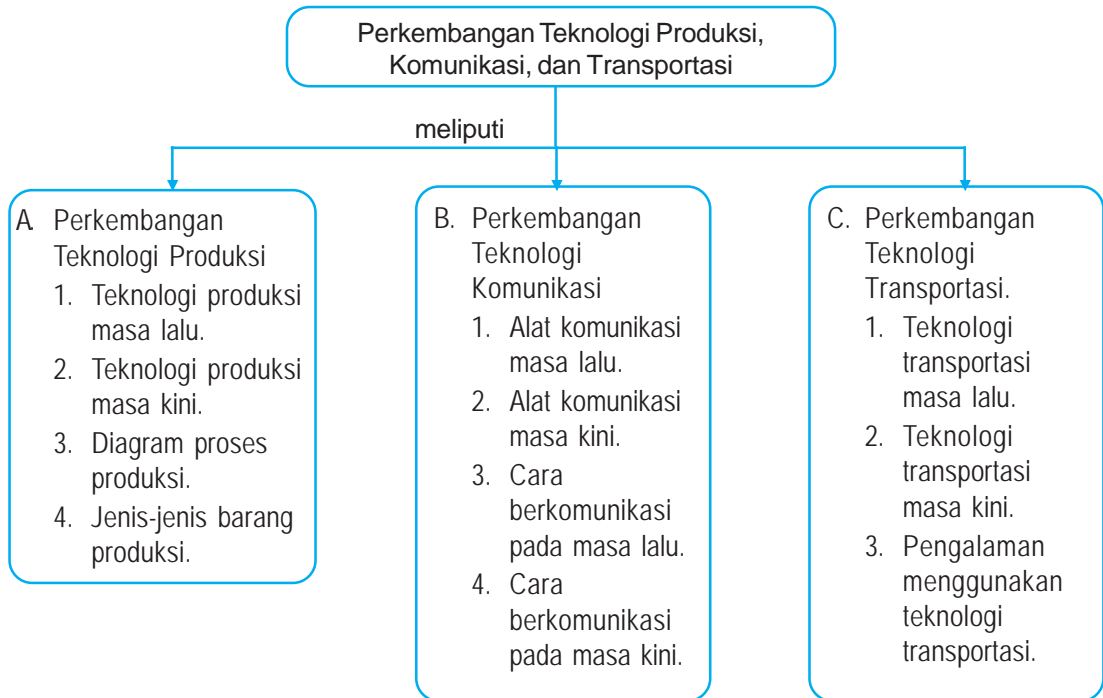 Perkembangan Teknologi Produksi,
Komunikasi, dan Transportasi
meliputi
A. Perkembangan
Teknologi Produksi
1. Teknologi produksi
masa lalu.
2. Teknologi produksi
masa kini.
3. Diagram proses
produksi.
4. Jenis-jenis barang
produksi.
B. Perkembangan
Teknologi
Komunikasi
1. Alat komunikasi
masa lalu.
2. Alat komunikasi
masa kini.
3. Cara
berkomunikasi
pada masa lalu.
4. Cara
berkomunikasi
pada masa kini.
C. Perkembangan
Teknologi
Transportasi.
1. Teknologi
transportasi
masa lalu.
2. Teknologi
transportasi
masa kini.
3. Pengalaman
menggunakan
teknologi
transportasi.